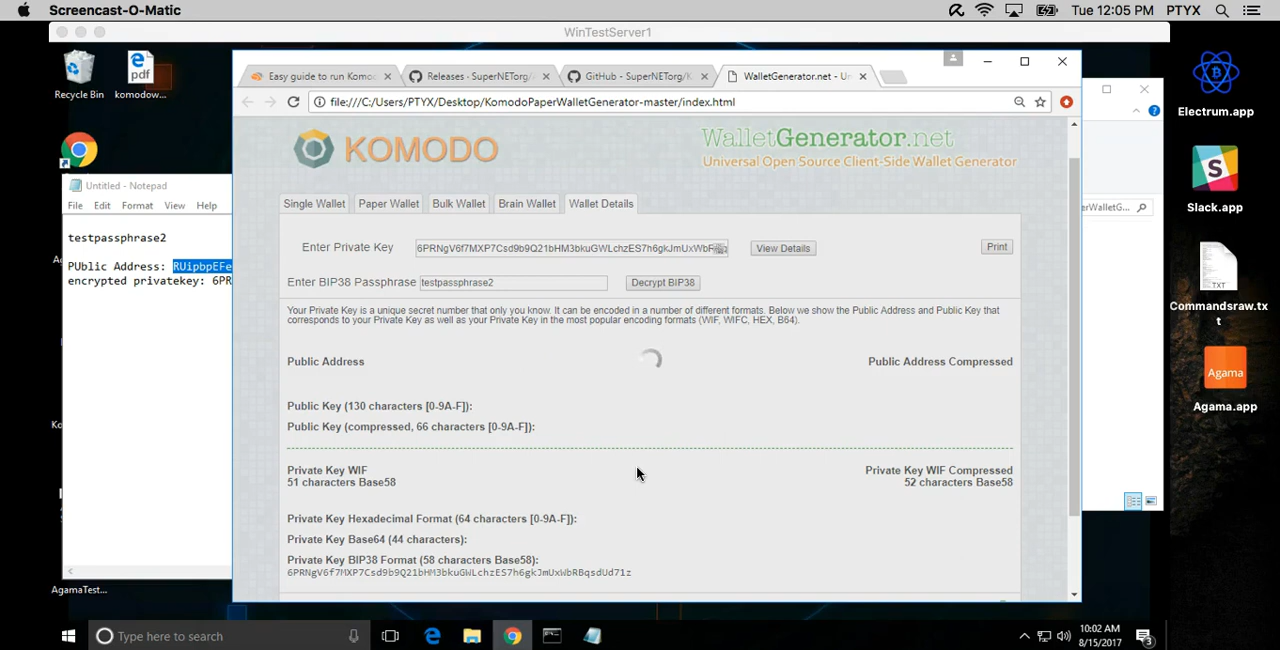 Screencast-O-Matic
Tue 12:05 PM PTYX
WinTestServer1
Recycle Bin
komodow...
pdf
Easy guide to run Komod
Releases - SuperNETorg/
GitHub - SuperNETorg/K
WalletGenerator.net - Un
file:///C:/Users/PTYX/Desktop/KomodoPaperWalletGenerator-master/index.html
Electrum.app
Slack.app
TXT
Commandsraw.tx
t
Agama
Agama.app
Untitled - Notepad
File Edit Format View Help
testpassphrase2
PUblic Address: RUipbpEFe
encrypted privatekey: 6PR
AgamaTest...
KOMODO
WalletGenerator.net
Universal Open Source Client-Side Wallet Generator
Single Wallet
Paper Wallet
Bulk Wallet
Brain Wallet
Wallet Details
Enter Private Key
View Details
Print
Enter BIP38 Passphrase testpassphrase2 Decrypt BIP38
Your Private Key is a unique secret number that only you know. It can be encoded in a number of different formats. Below we show the Public Address and Public Key that
corresponds to your Private Key as well as your Private Key in the most popular encoding formats (WIF, WIFC, HEX, B64).
Public Address
Public Address Compressed
Public Key (130 characters [0-9A-F]):
Public Key (compressed, 66 characters [0-9A-F]):
Private Key WIF
51 characters Base58
Private Key WIF Compressed
52 characters Base58
Private Key Hexadecimal Format (64 characters [0-9A-F]):
Private Key Base64 (44 characters):
Private Key BIP38 Format (58 characters Base58):
6PRNgV6f7MXP7Csd9b9Q21bHM3bkuGWLchzES7h6gkJmUxWbRBqsdUd71z
erWalletG...
Type here to search
10:02 AM
8/15/2017
3